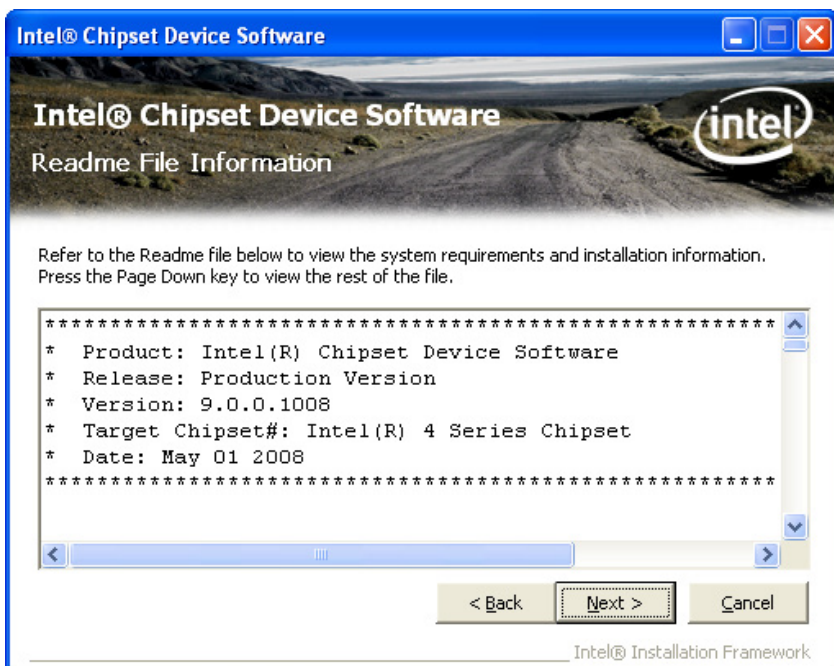 Intel® Chipset Device Software
Intel® Chipset Device Software
intel
Readme File Information
Refer to the Readme file below to view the system requirements and installation information.
Press the Page Down key to view the rest of the file.
*********************************************************
* Product: Intel(R) Chipset Device Software
* Release: Production Version
* Version: 9.0.0.1008
* Target Chipset#: Intel(R) 4 Series Chipset
* Date: May 01 2008
*********************************************************
< Back Next > Cancel
Intel® Installation Framework